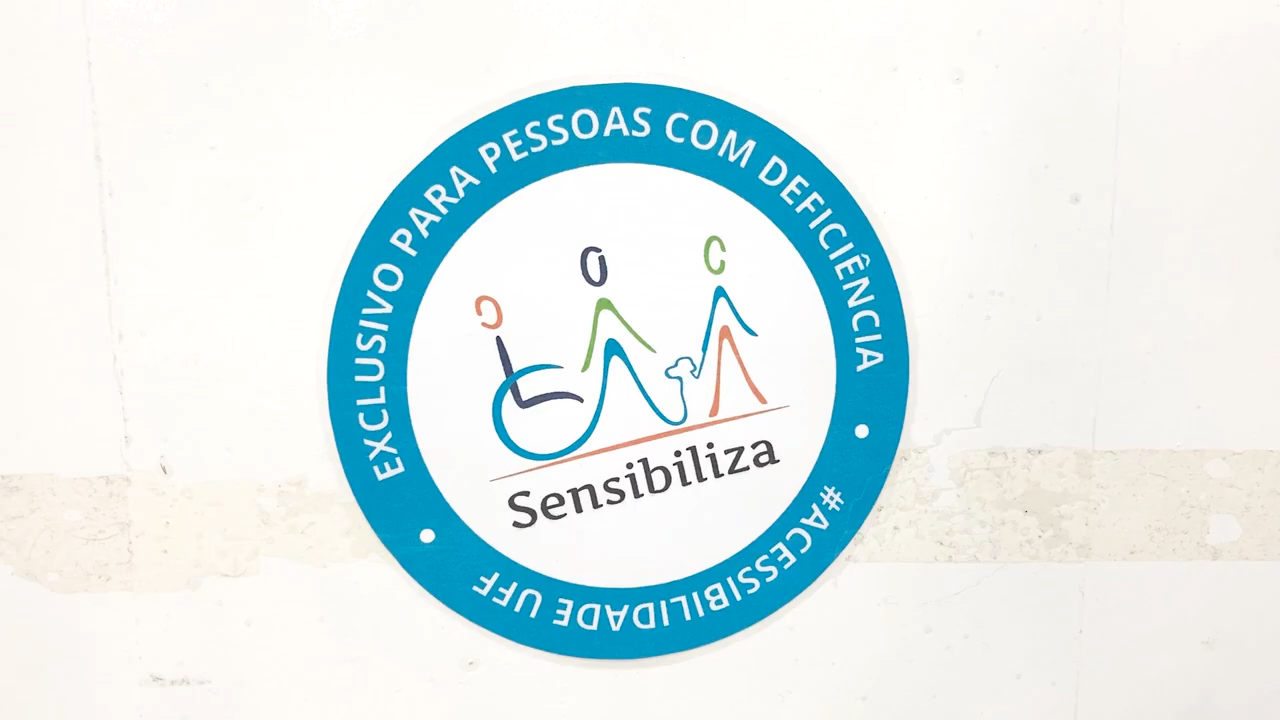 EXCLUSIVO PARA PESSOAS COM DEFICIÊNCIA
Sensibiliza
#ACESSIBILIDADE UFF